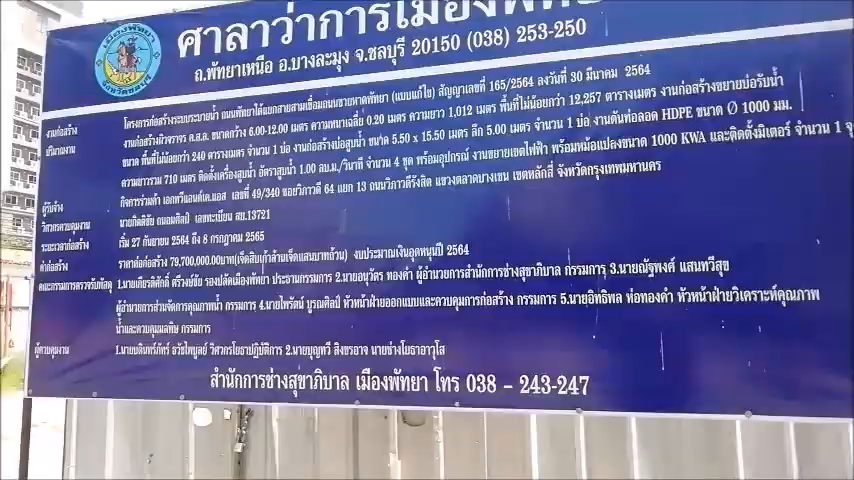 เมืองพัทยา
จังหวัดชลบุรี
ศาลาว่าการเมืองพัทยา
ถ.พัทยาเหนือ อ.บางละมุง จ.ชลบุรี 20150 (038) 253-250
งานก่อสร้าง โครงการก่อสร้างระบบระบายน้ำ ถนนพัทยาใต้แยกสายสามเชื่อมถนนชายหาดพัทยา (แบบแก้ไข) สัญญาเลขที่ 165/2564 ลงวันที่ 30 มีนาคม 2564
ปริมาณงาน งานก่อสร้างผิวจราจร ค.ส.ล. ขนาดกว้าง 6.00-12.00 เมตร ความหนาเฉลี่ย 0.20 เมตร ความยาว 1,012 เมตร พื้นที่ไม่น้อยกว่า 12,257 ตารางเมตร งานก่อสร้างขยายบ่อรับน้ำ
ขนาด พื้นที่ไม่น้อยกว่า 240 ตารางเมตร จำนวน 1 บ่อ งานก่อสร้างบ่อสูบน้ำ ขนาด 5.50 x 15.50 เมตร ลึก 5.00 เมตร จำนวน 1 บ่อ งานดันท่อลอด HDPE ขนาด Ø 1000 มม.
ความยาวรวม 710 เมตร ติดตั้งเครื่องสูบน้ำ อัตราสูบน้ำ 1.00 ลบ.ม./วินาที จำนวน 4 ชุด พร้อมอุปกรณ์ งานขยายเขตไฟฟ้า พร้อมหม้อแปลงขนาด 1000 KWA และติดตั้งมิเตอร์ จำนวน 1 จุด
ผู้รับจ้าง กิจการร่วมค้า เอกทวีแอนด์เค.แอส เลขที่ 49/340 ซอยวิภาวดี 64 แยก 13 ถนนวิภาวดีรังสิต แขวงตลาดบางเขน เขตหลักสี่ จังหวัดกรุงเทพมหานคร
วิศวกรควบคุมงาน นายกิตติชัย ถนอมศิลป์ เลขทะเบียน สย.13721
ระยะเวลาก่อสร้าง เริ่ม 27 กันยายน 2564 ถึง 8 กรกฎาคม 2565
ค่าก่อสร้าง ราคาค่าก่อสร้าง 79,700,000.00บาท(เจ็ดสิบเก้าล้านเจ็ดแสนบาทถ้วน) งบประมาณเงินอุดหนุนปี 2564
คณะกรรมการตรวจรับพัสดุ 1.นายเกียรติศักดิ์ ศรีวงษ์ชัย รองปลัดเมืองพัทยา ประธานกรรมการ 2.นายอนุวัตร ทองคำ ผู้อำนวยการสำนักการช่างสุขาภิบาล กรรมการ 3.นายณัฐพงศ์ แสนทวีสุข
ผู้อำนวยการส่วนจัดการคุณภาพน้ำ กรรมการ 4.นายไพรัตน์ บูรณศิลป์ หัวหน้าฝ่ายออกแบบและควบคุมการก่อสร้าง กรรมการ 5.นายอิทธิพล ห่อทองคำ หัวหน้าฝ่ายวิเคราะห์คุณภาพ
น้ำและควบคุมมลพิษ กรรมการ
ผู้ควบคุมงาน 1.นายบดินทร์ภัทร์ ธวัชไพบูลย์ วิศวกรโยธาปฏิบัติการ 2.นายบุญทวี สิงขรอาจ นายช่างโยธาอาวุโส
สำนักการช่างสุขาภิบาล เมืองพัทยา โทร 038 - 243-247